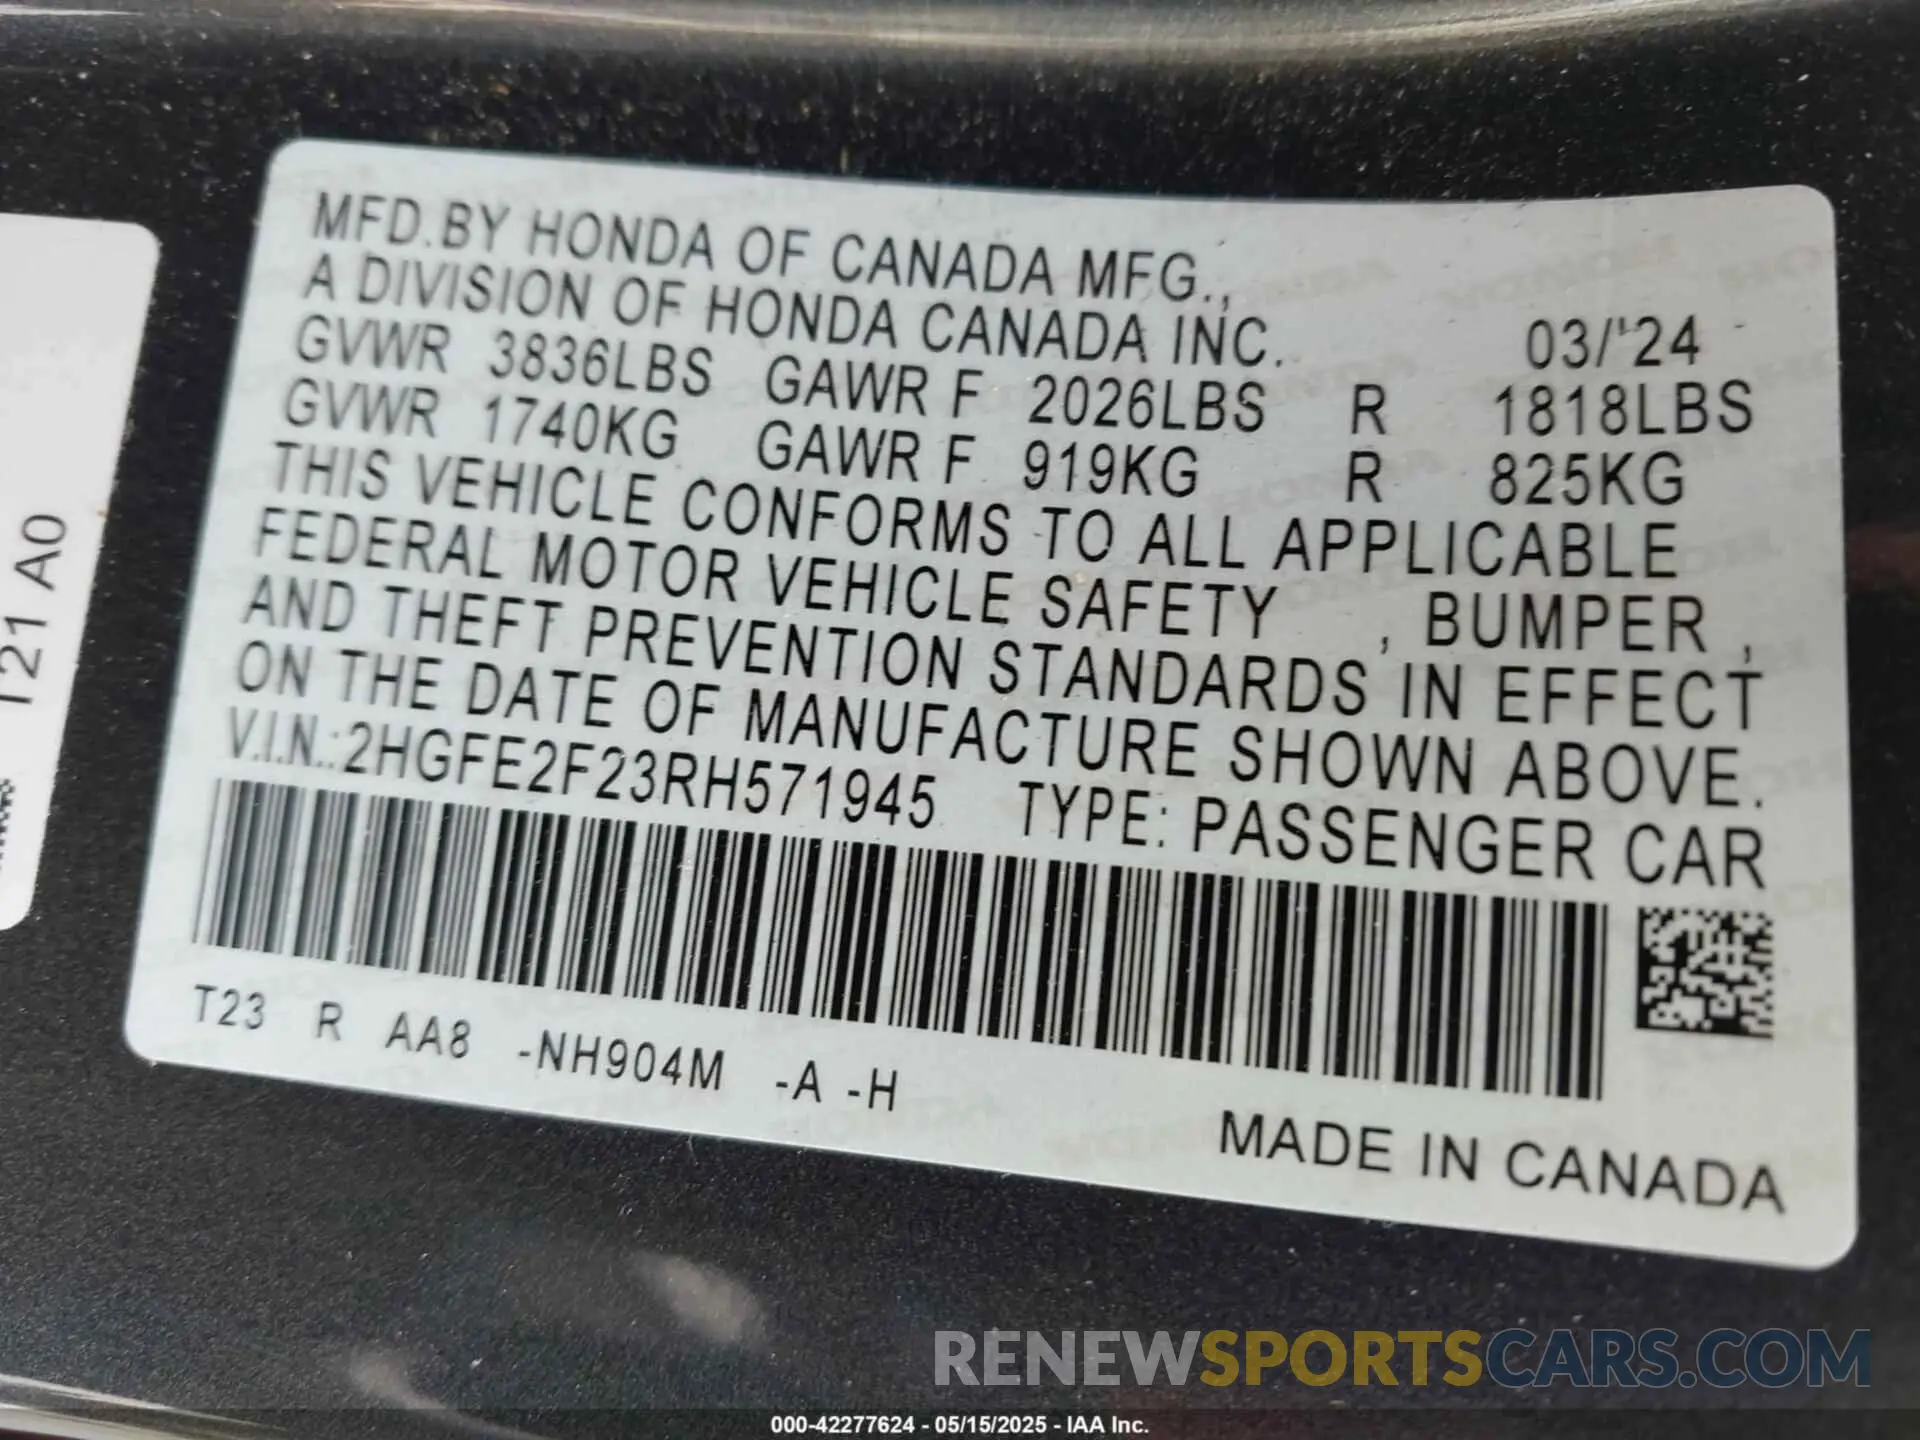 MFD.BY HONDA OF CANADA MFG.,
A DIVISION OF HONDA CANADA INC. 03/'24
GVWR 3836LBS GAWR F 2026LBS R 1818LBS
GVWR 1740KG GAWR F 919KG R 825KG
THIS VEHICLE CONFORMS TO ALL APPLICABLE
FEDERAL MOTOR VEHICLE SAFETY , BUMPER ,
AND THEFT PREVENTION STANDARDS IN EFFECT
ON THE DATE OF MANUFACTURE SHOWN ABOVE.
V.I.N.:2HGFE2F23RH571945 TYPE: PASSENGER CAR
T23 R AA8 -NH904M -A -H
MADE IN CANADA
T21 A0
RENEWSPORTSCARS.COM
000-42277624 - 05/15/2025 - IAA Inc.